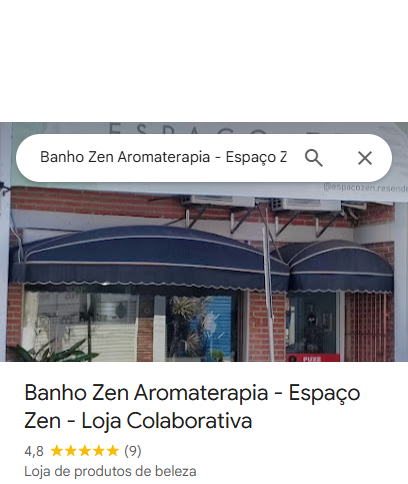 ESPAÇO
Banho Zen Aromaterapia - Espaço Z
@espacozen.resende
PUXE
Banho Zen Aromaterapia - Espaço
Zen - Loja Colaborativa
4,8 ★★★★★ (9)
Loja de produtos de beleza